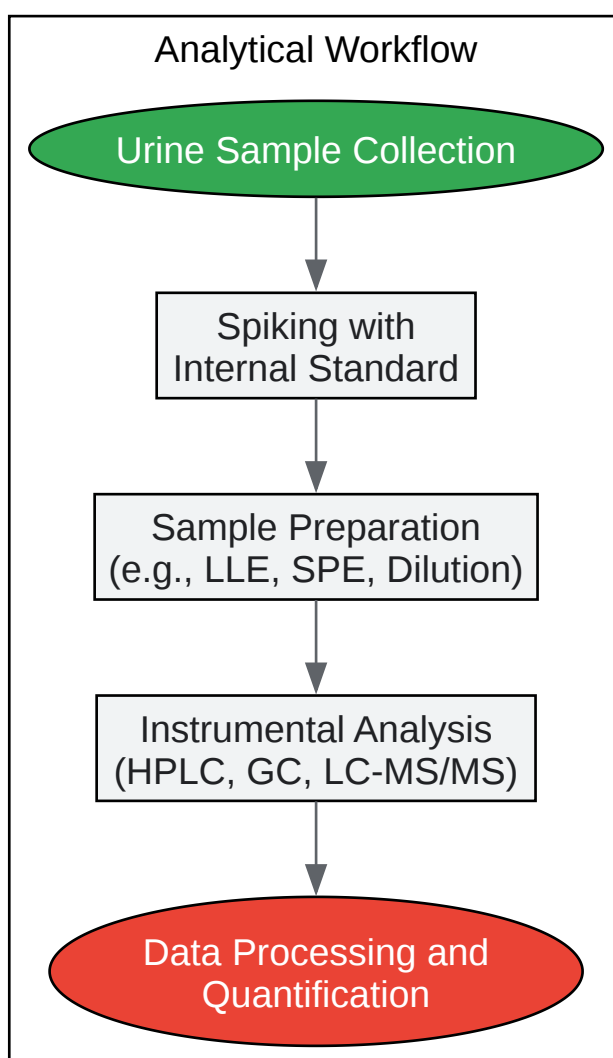 Analytical Workflow
Urine Sample Collection
Spiking with
Internal Standard
Sample Preparation
(e.g., LLE, SPE, Dilution)
Instrumental Analysis
(HPLC, GC, LC-MS/MS)
Data Processing and
Quantification